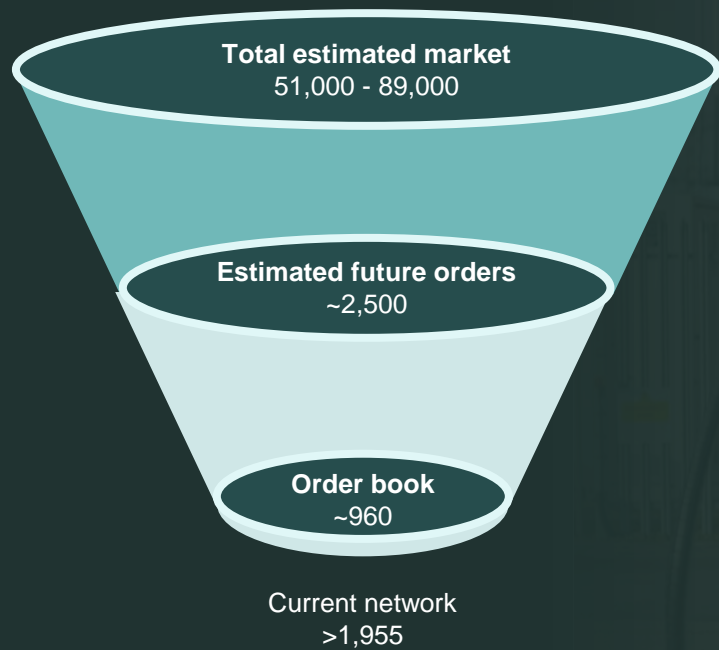 Total estimated market
51,000 - 89,000
Estimated future orders
~2,500
Order book
~960
Current network
>1,955